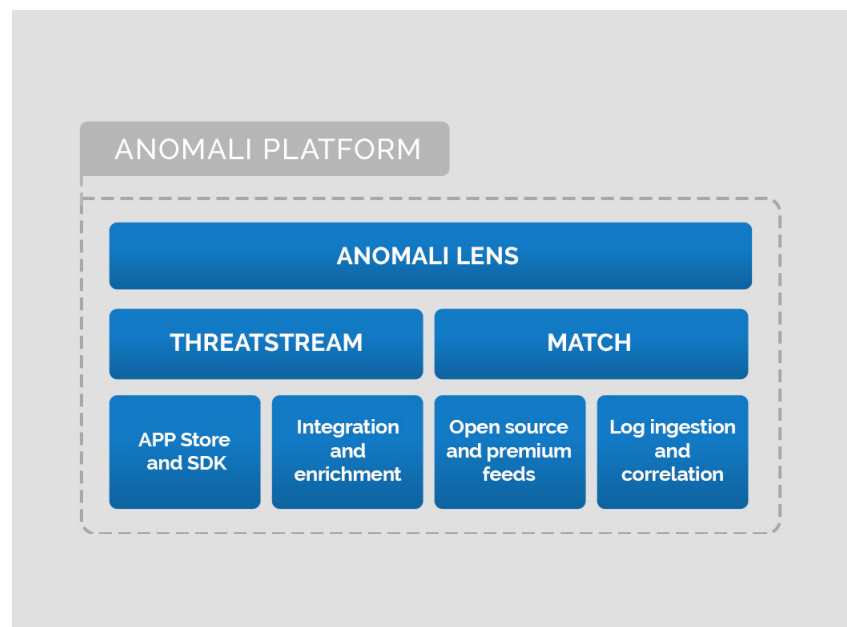 ANOMALI PLATFORM
ANOMALI LENS
THREATSTREAM
MATCH
APP Store
and SDK
Integration
and
enrichment
Open source
and premium
feeds
Log ingestion
and
correlation